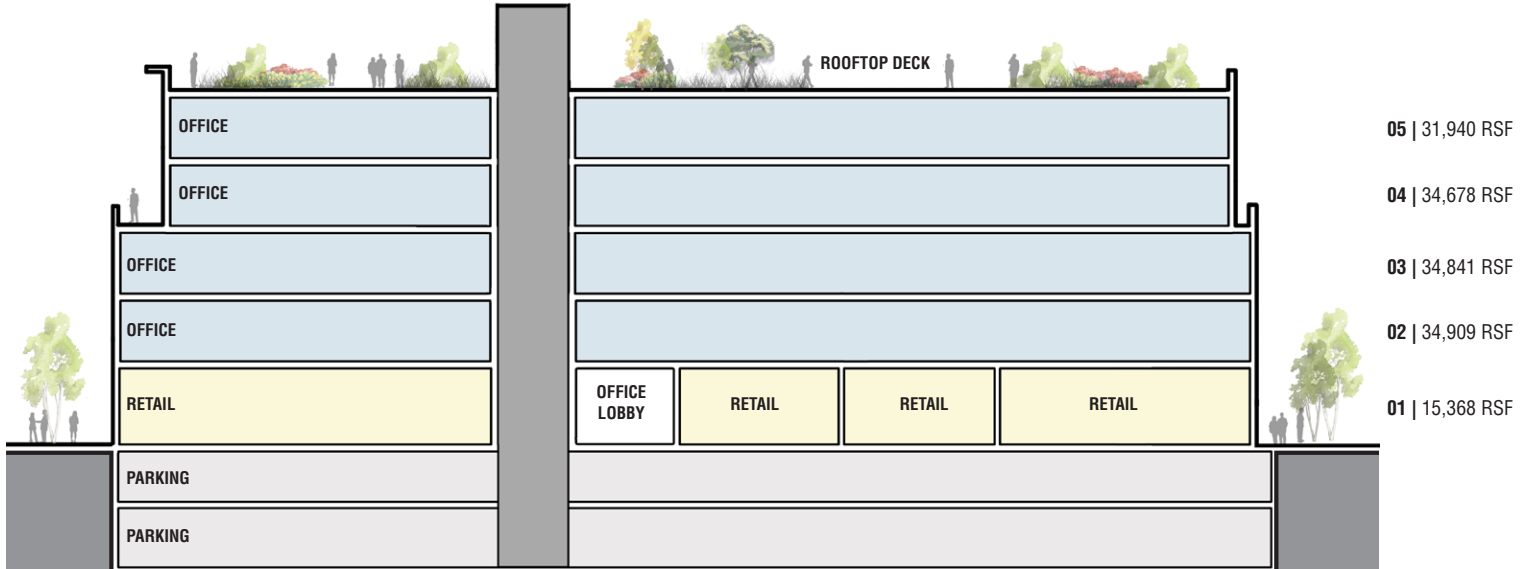 ROOFTOP DECK
OFFICE
05 | 31,940 RSF
OFFICE
04 | 34,678 RSF
OFFICE
03 | 34,841 RSF
OFFICE
02 | 34,909 RSF
RETAIL
OFFICE
LOBBY
RETAIL
RETAIL
RETAIL
01 | 15,368 RSF
PARKING
PARKING